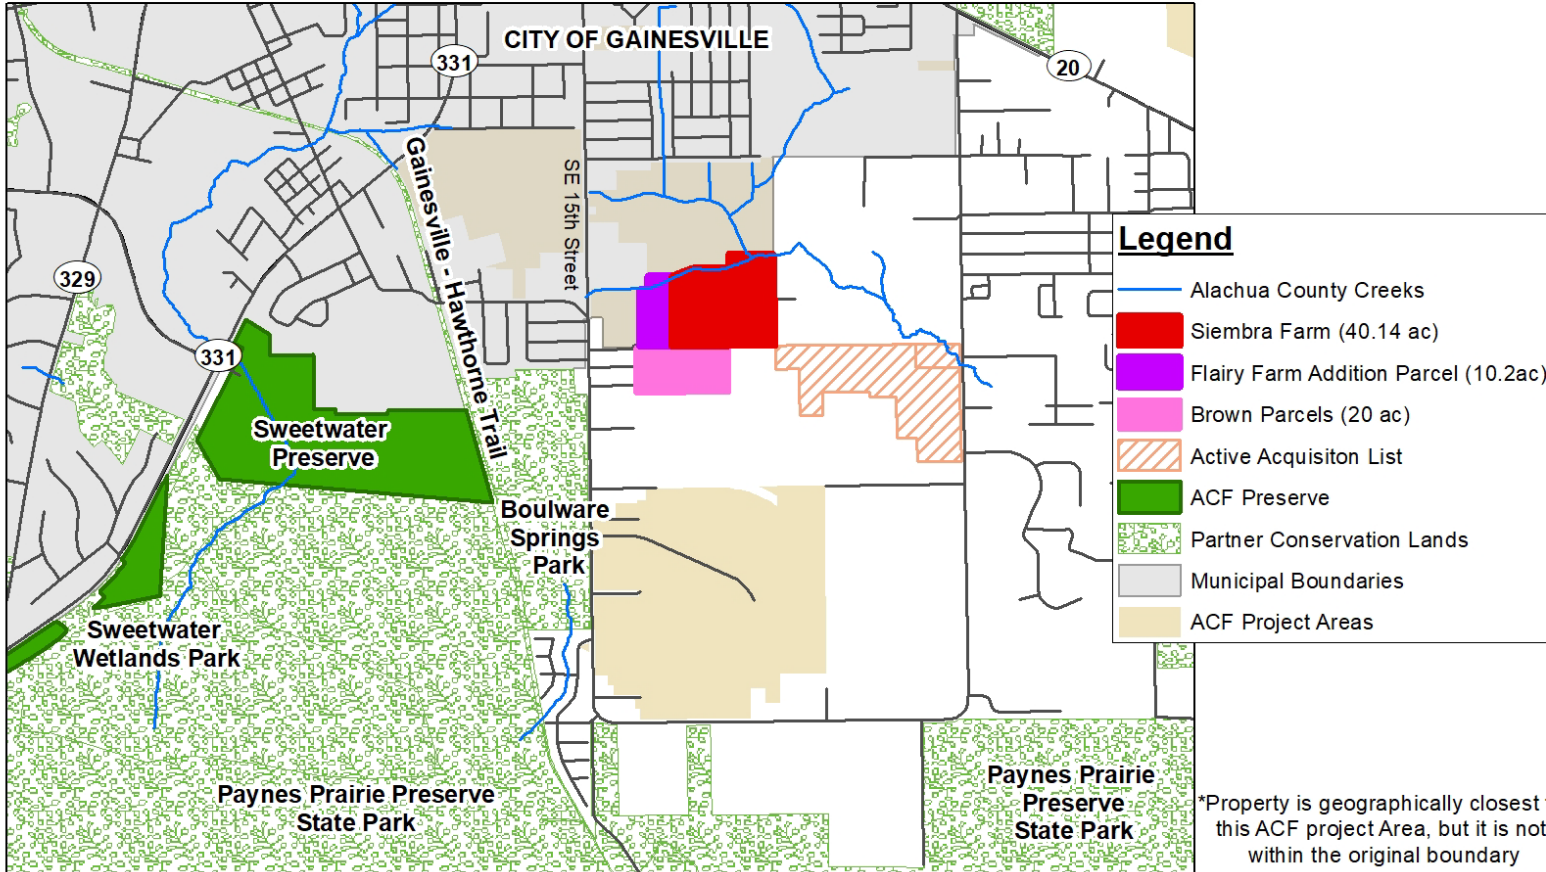 CITY OF GAINESVILLE
331
20
Gainesville - Hawthorne Trail
SE 15th Street
329
331
Sweetwater
Preserve
Boulware
Springs
Park
Sweetwater
Wetlands Park
Paynes Prairie Preserve
State Park
Paynes Prairie
Preserve
State Park
Legend
Alachua County Creeks
Siembra Farm (40.14 ac)
Flairy Farm Addition Parcel (10.2ac)
Brown Parcels (20 ac)
Active Acquisiton List
ACF Preserve
Partner Conservation Lands
Municipal Boundaries
ACF Project Areas
*Property is geographically closest
this ACF project Area, but it is not
within the original boundary